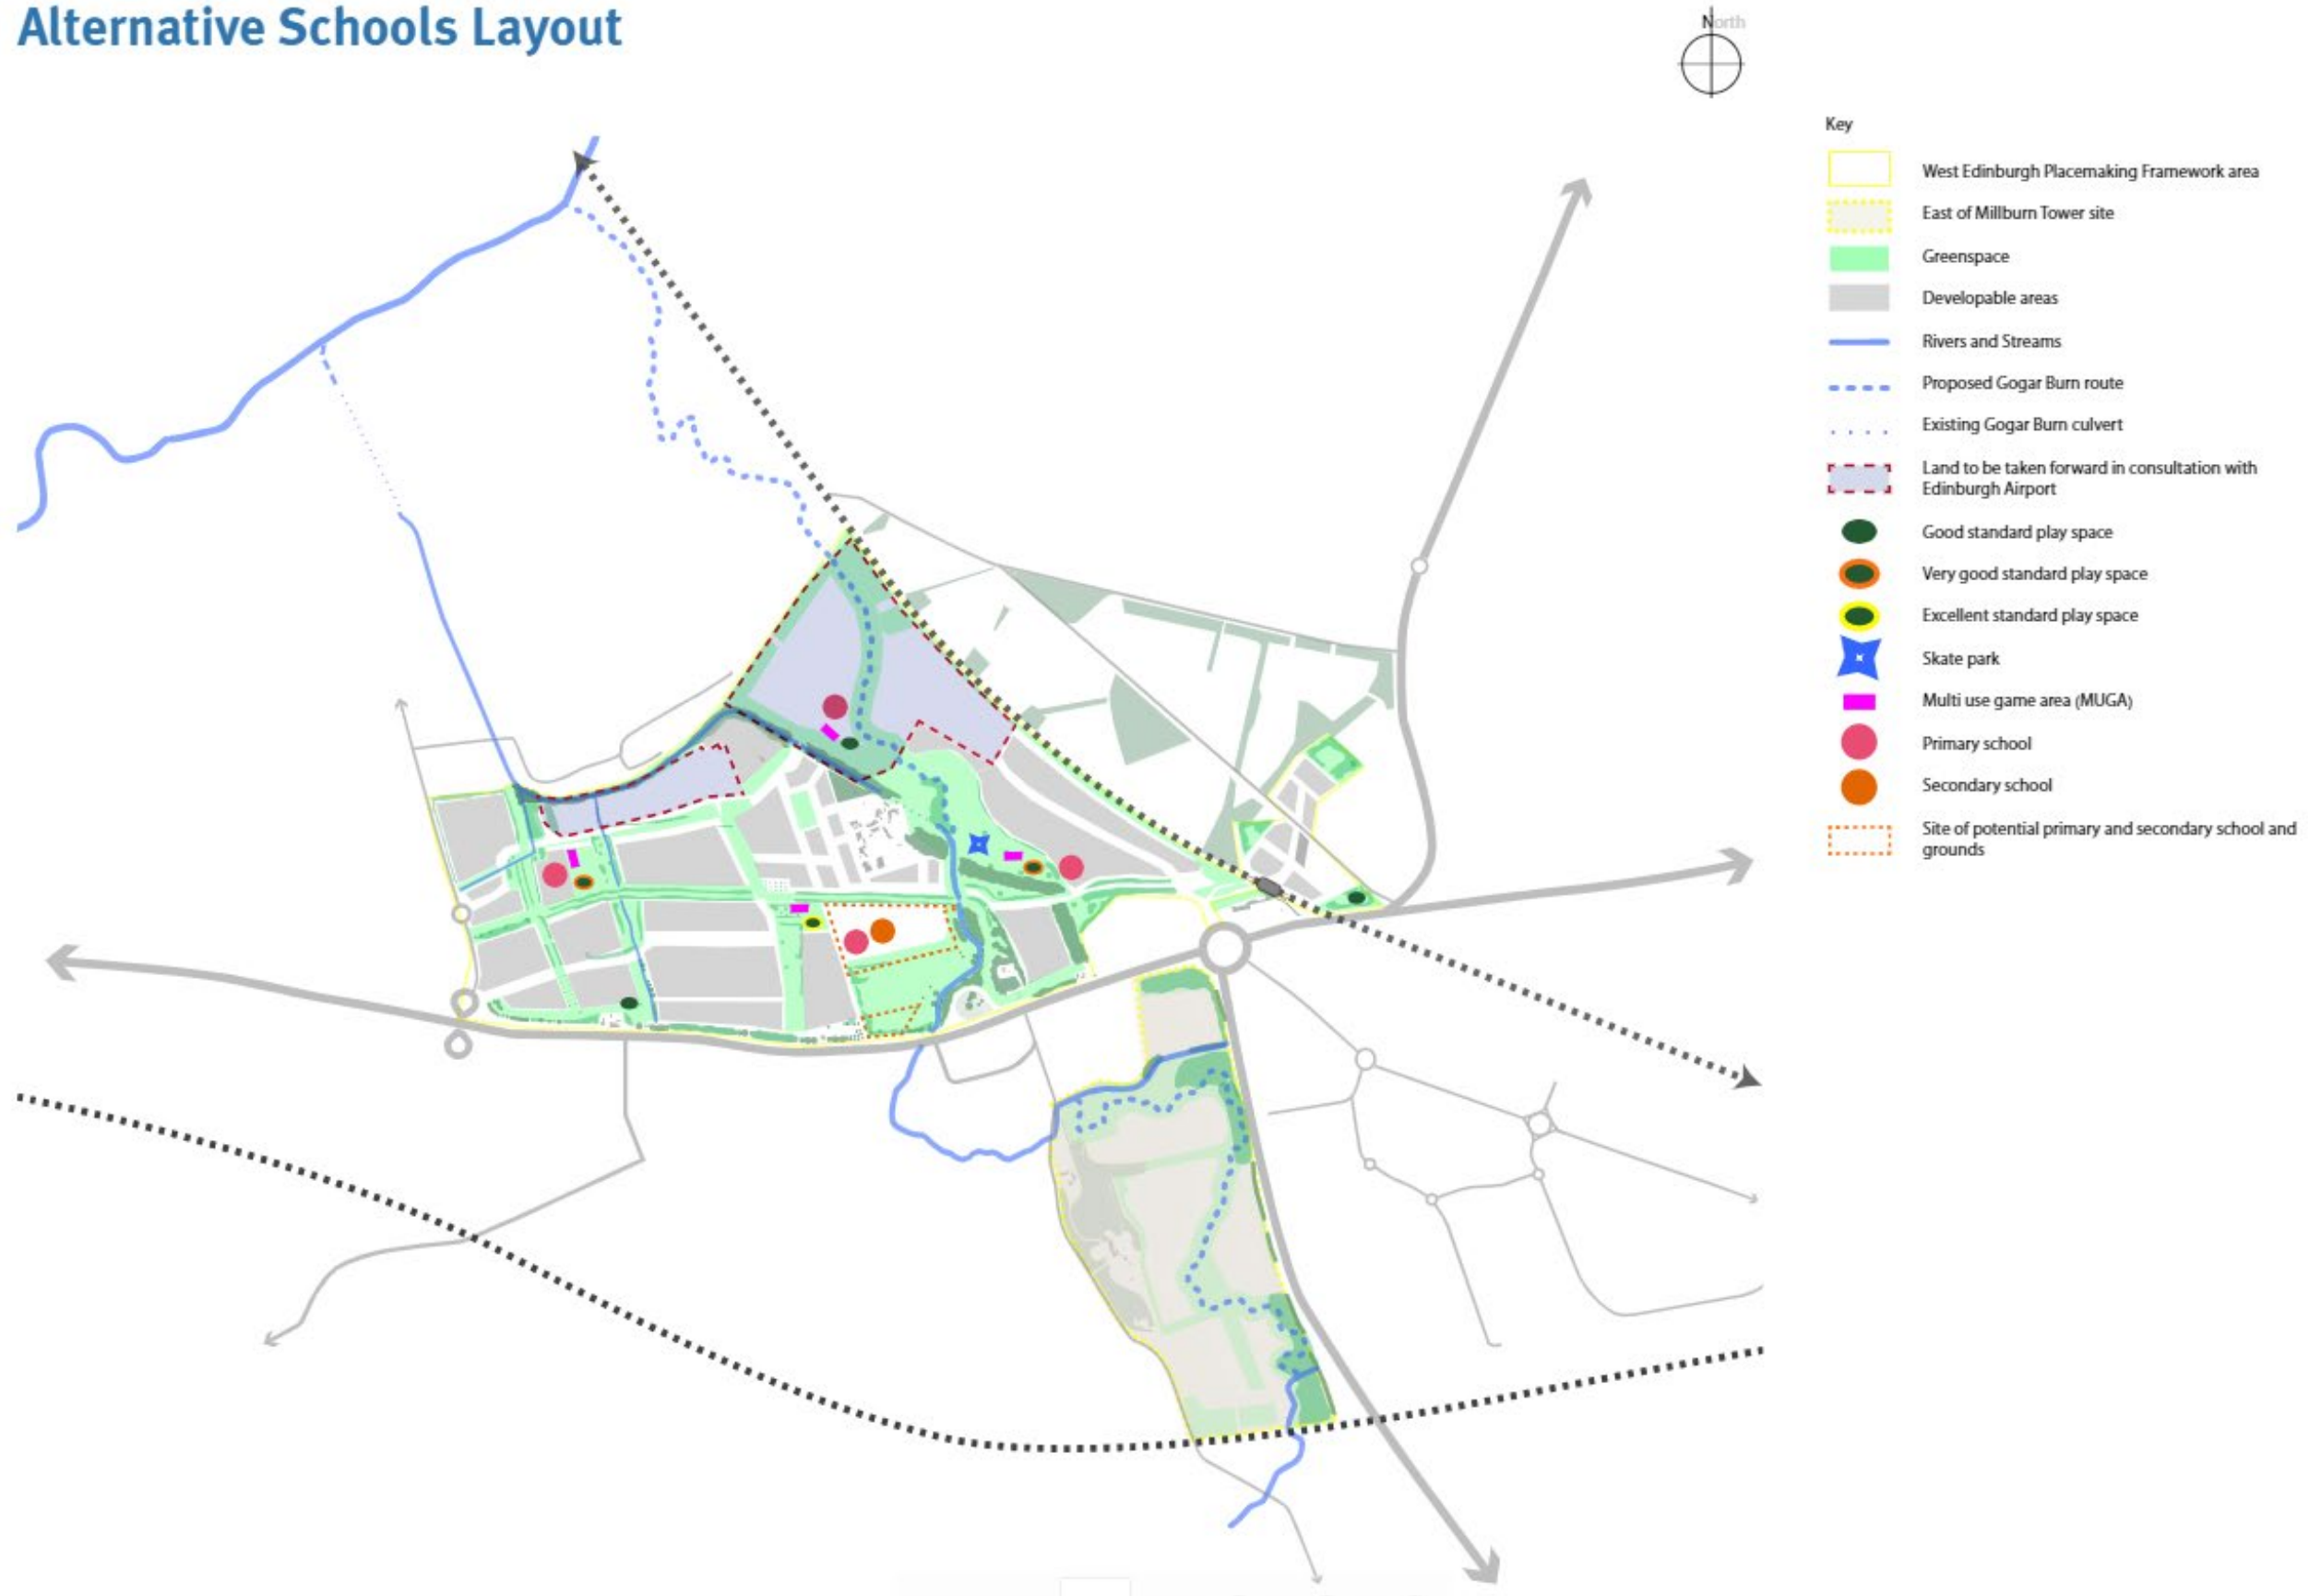 Alternative Schools Layout
North
Key
West Edinburgh Placemaking Framework area
East of Millburn Tower site
Greenspace
Developable areas
Rivers and Streams
Proposed Gogar Burn route
Existing Gogar Burn culvert
Land to be taken forward in consultation with
Edinburgh Airport
Good standard play space
Very good standard play space
Excellent standard play space
Skate park
Multi use game area (MUGA)
Primary school
Secondary school
Site of potential primary and secondary school and
grounds